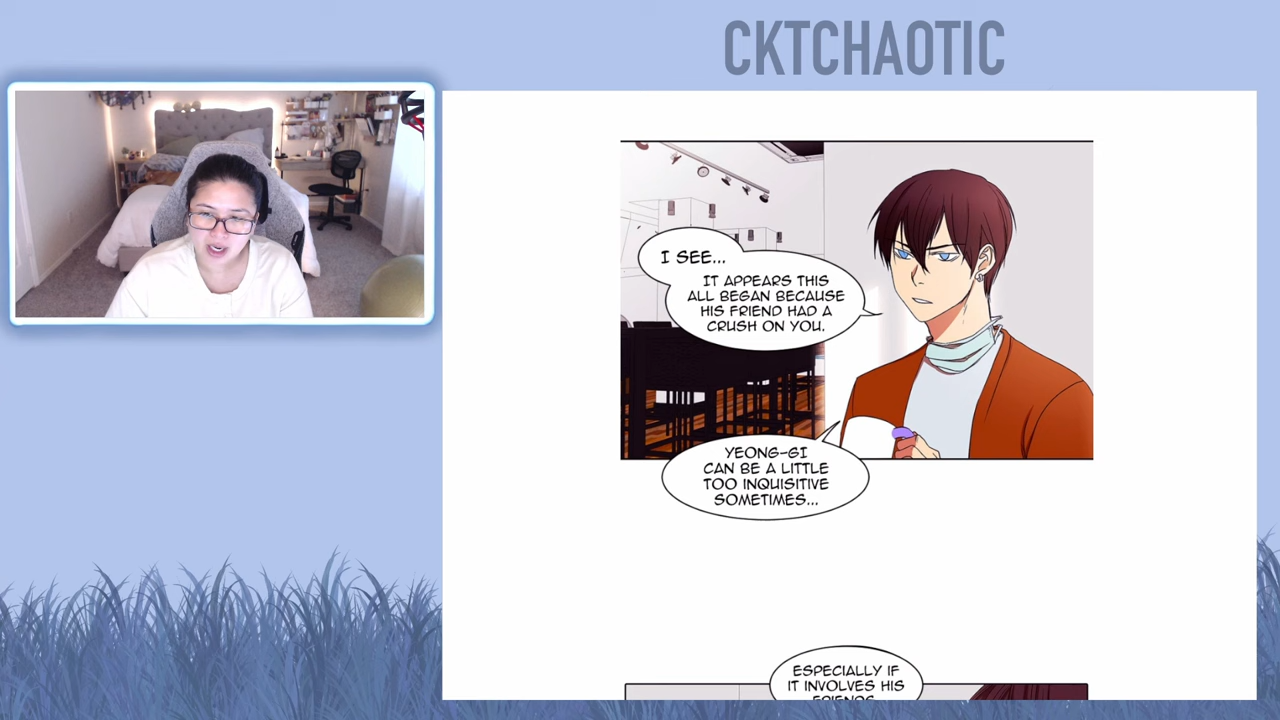 CKTCHAOTIC
I SEE...
IT APPEARS THIS
ALL BEGAN BECAUSE
HIS FRIEND HAD A
CRUSH ON YOU.
YEONG-GI
CAN BE A LITTLE
TOO INQUISITIVE
SOMETIMES...
ESPECIALLY IF
IT INVOLVES HIS
FRIENDS